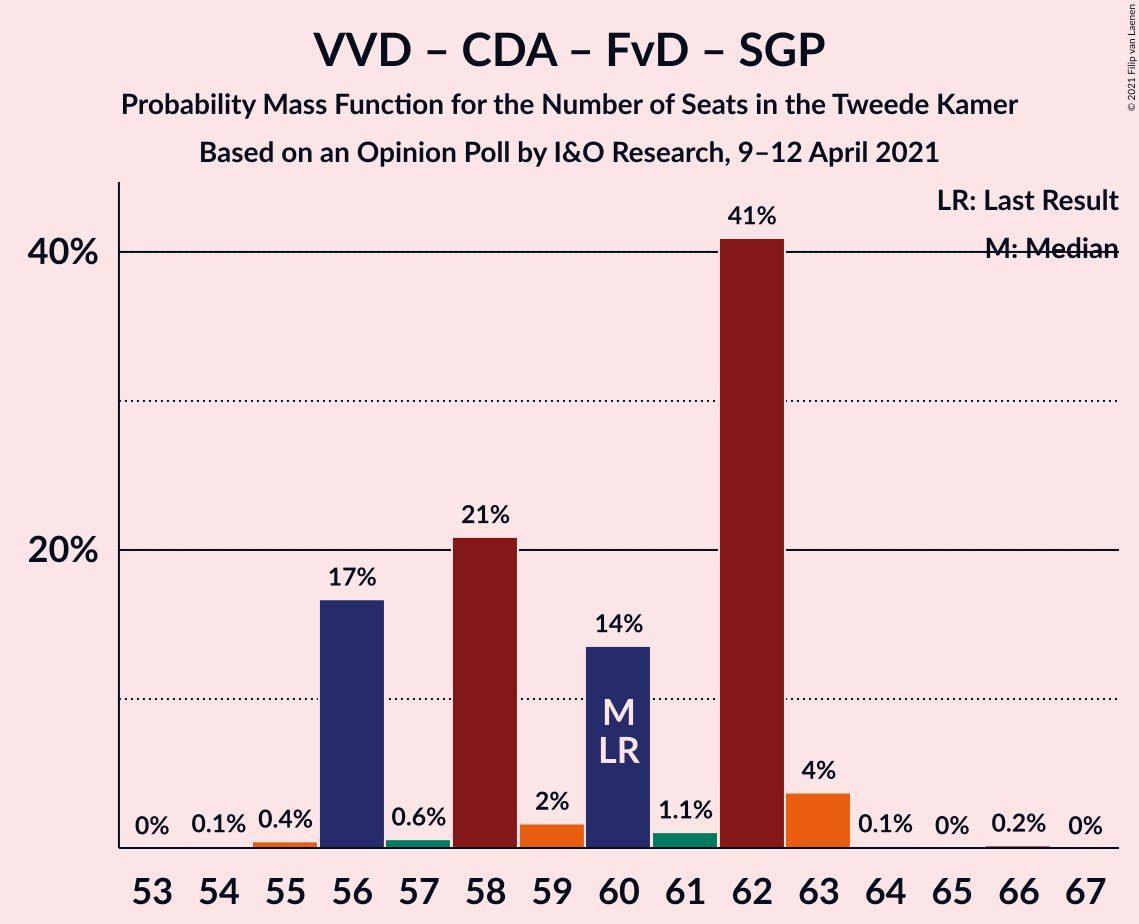 VVD – CDA – FvD – SGP
Probability Mass Function for the Number of Seats in the Tweede Kamer
Based on an Opinion Poll by I&O Research, 9–12 April 2021
© 2021 Filip van Laenen
LR: Last Result
M: Median
40%
20%
0%
0.1%
0.4%
17%
0.6%
21%
2%
14%
1.1%
41%
4%
0.1%
0%
0.2%
0%
M
LR
53 54 55 56 57 58 59 60 61 62 63 64 65 66 67